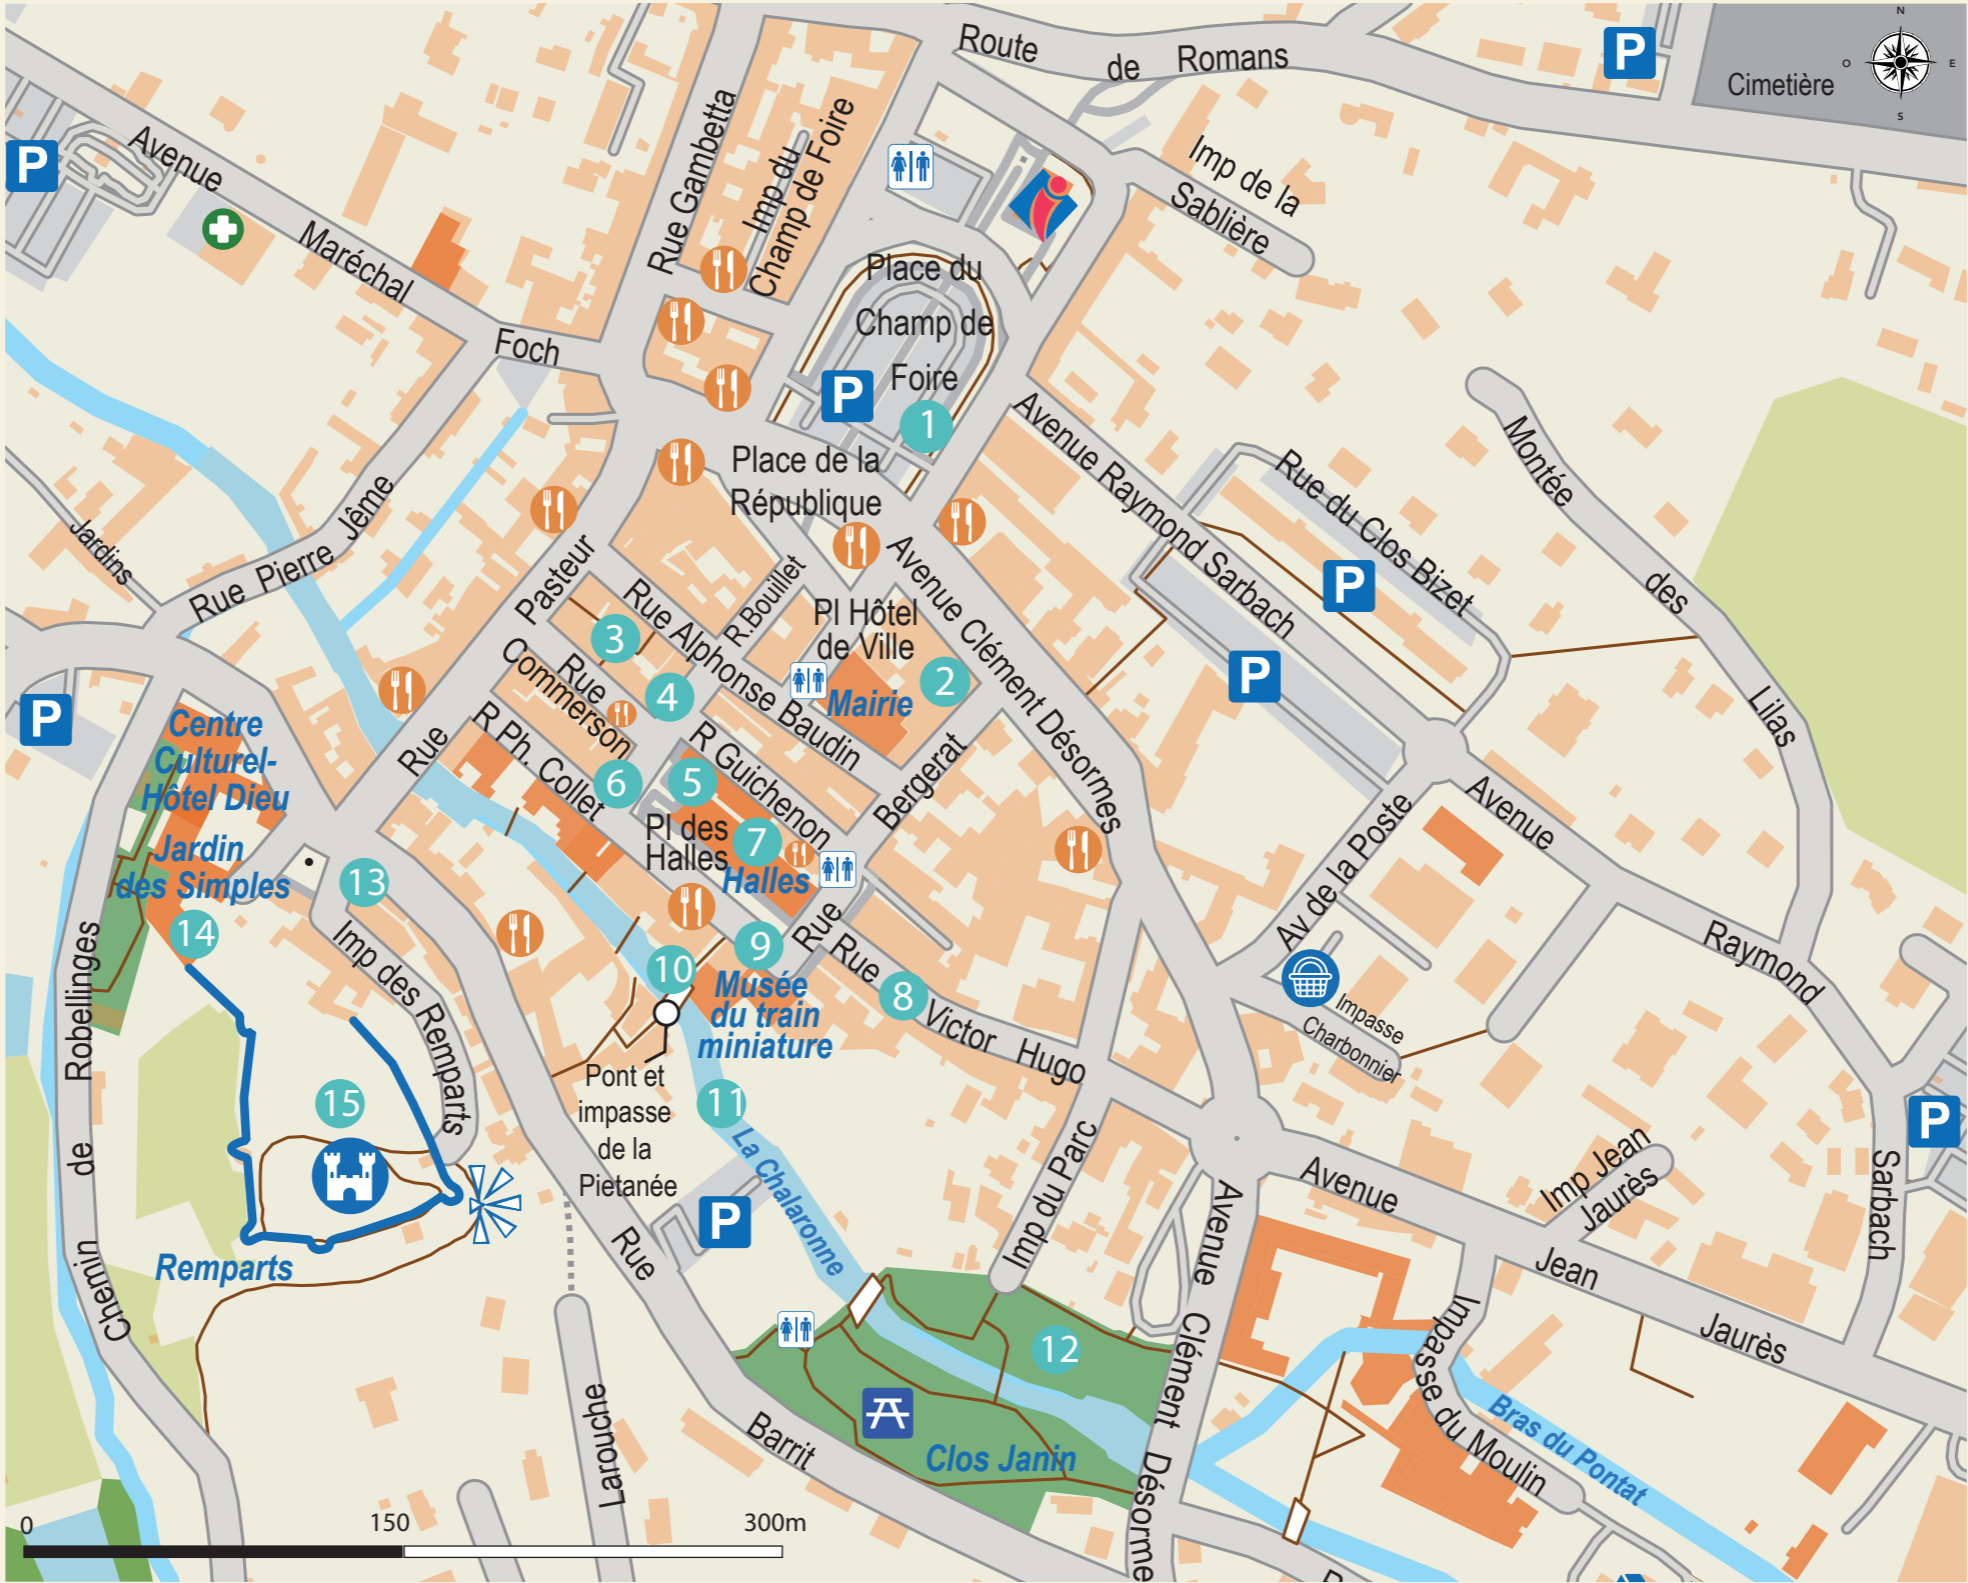 N
O
E
S
Cimetière
P
Route de Romans
P
Avenue Maréchal Foch
Rue Gambetta
Imp du
Champ de Foire
Imp de la
Sablière
Place du
Champ de
Foire
P
1
Place de la
République
Avenue Raymond Sarbach
Rue du Clos Bizet
P
P
Montée des Lilas
Jardins
Rue Pierre Jême
Rue Pasteur
Rue Alphonse Baudin
R.Bouillet
Pl Hôtel
de Ville
Mairie
2
Avenue Clément Désormes
3
4
Rue
Commerson
R Ph. Collet
R Guichenon
Rue Bergerat
5
6
7
Pl des
Halles
Halles
P
Centre
Culturel-
Hôtel Dieu
Jardin
des Simples
13
14
Imp des Remparts
Chemin de Robellinges
9
10
8
Musée
du train
miniature
Rue Victor Hugo
Av de la Poste
Avenue Raymond Sarbach
Impasse
Charbonnier
P
Pont et
impasse
de la
Pietanée
11
La Chalaronne
P
15
Remparts
Imp du Parc
Avenue Jean Jaurès
Imp Jean
Jaurès
Rue Barrit
Larouche
12
Clos Janin
Avenue Clément Désorme
Impasse du Moulin
Bras du Pontat
0
150
300m
P